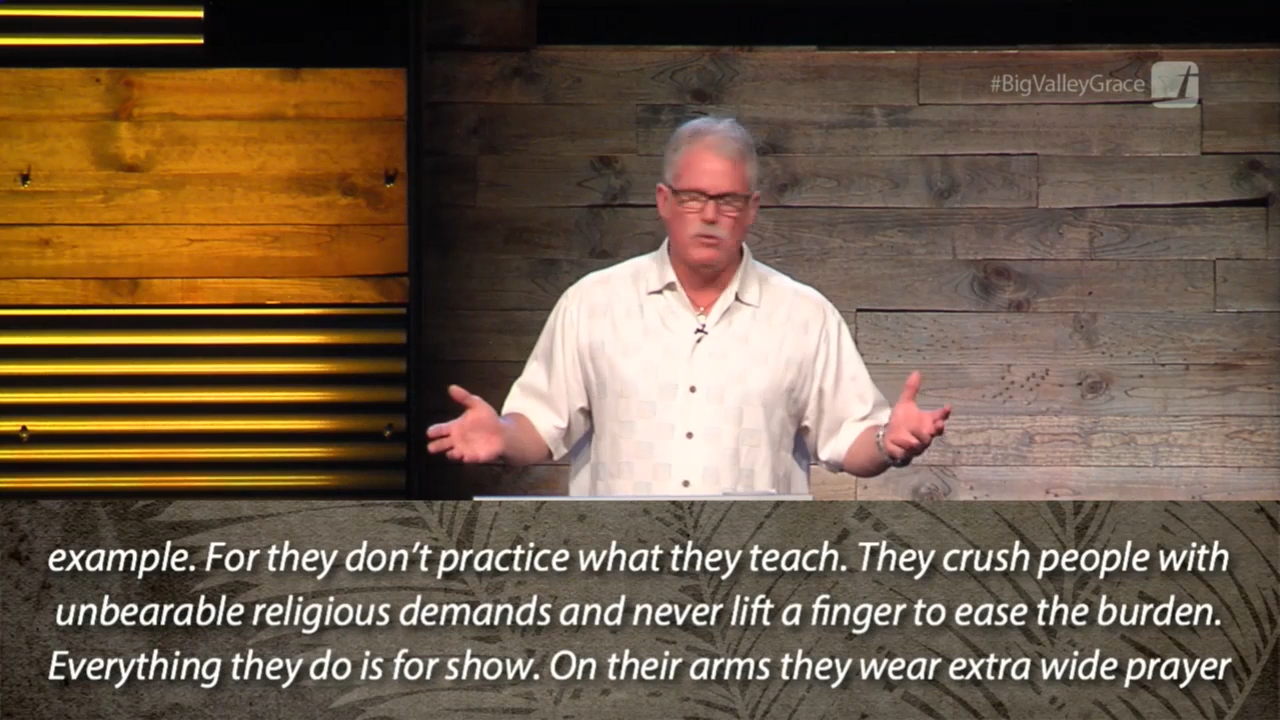 #BigValleyGrace
example. For they don’t practice what they teach. They crush people with
unbearable religious demands and never lift a finger to ease the burden.
Everything they do is for show. On their arms they wear extra wide prayer